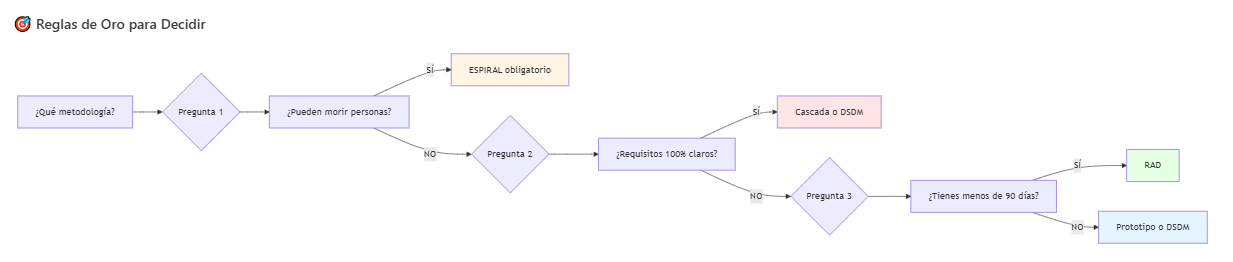 🎯 Reglas de Oro para Decidir
¿Qué metodología?
Pregunta 1
¿Pueden morir personas?
SÍ
ESPIRAL obligatorio
NO
Pregunta 2
¿Requisitos 100% claros?
SÍ
Cascada o DSDM
NO
Pregunta 3
¿Tienes menos de 90 días?
SÍ
RAD
NO
Prototipo o DSDM